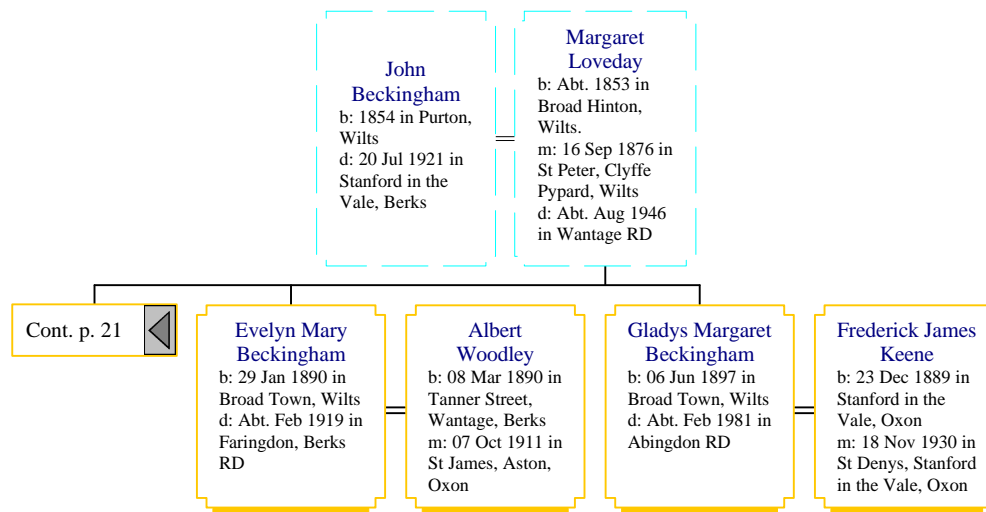 John
Beckingham
b: 1854 in Purton,
Wilts
d: 20 Jul 1921 in
Stanford in the
Vale, Berks
Margaret
Loveday
b: Abt. 1853 in
Broad Hinton,
Wilts.
m: 16 Sep 1876 in
St Peter, Clyffe
Pypard, Wilts
d: Abt. Aug 1946
in Wantage RD
Cont. p. 21
Evelyn Mary
Beckingham
b: 29 Jan 1890 in
Broad Town, Wilts
d: Abt. Feb 1919 in
Faringdon, Berks
RD
Albert
Woodley
b: 08 Mar 1890 in
Tanner Street,
Wantage, Berks
m: 07 Oct 1911 in
St James, Aston,
Oxon
Gladys Margaret
Beckingham
b: 06 Jun 1897 in
Broad Town, Wilts
d: Abt. Feb 1981 in
Abingdon RD
Frederick James
Keene
b: 23 Dec 1889 in
Stanford in the
Vale, Oxon
m: 18 Nov 1930 in
St Denys, Stanford
in the Vale, Oxon